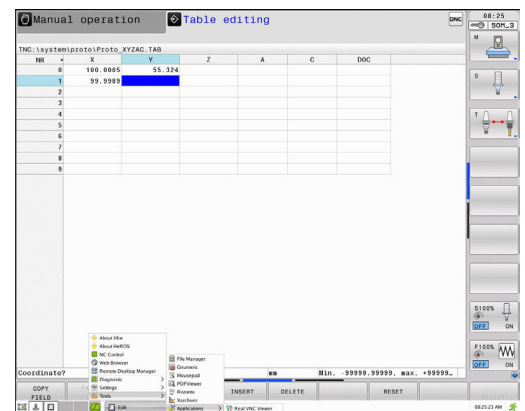 Manual operation
Table editing
DNC
08:25
SOM_3
TNC:\system\proto\Proto_XYZAC.TAB
NR X Y Z A C DOC
0 100.0005 55.324
1 99.9989
2
3
4
5
6
7
8
9
M
S
T
S100%
OFF ON
F100%
OFF ON
Coordinate? mm Min. -99999.99999, max. +99999…
COPY FIELD
INSERT
DELETE
RESET
About Xfce
About HeROS
NC Control
Web Browser
Remote Desktop Manager
Diagnostic
Settings
Tools
File Manager
Gnumeric
Mousepad
PDFViewer
Ristretto
Xarchiver
Edit
Applications
Real VNC Viewer
08:25:23 AM